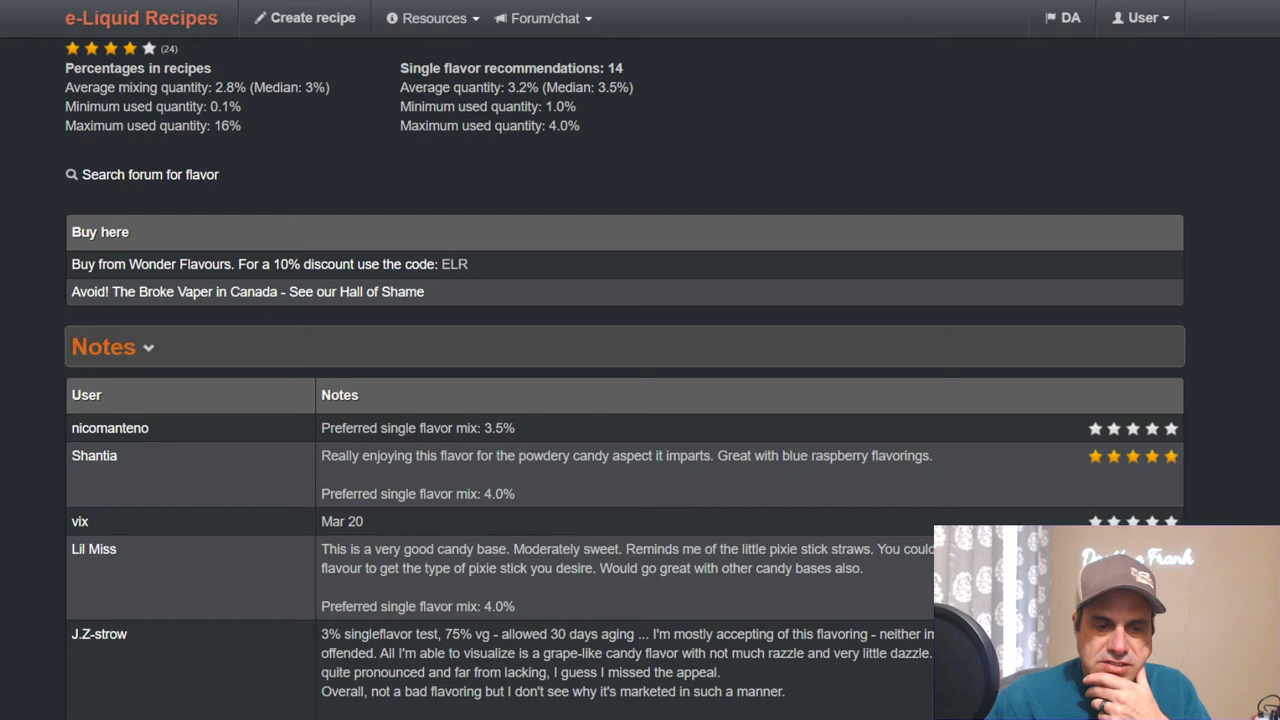 e-Liquid Recipes Create recipe Resources Forum/chat DA User
(24)
Percentages in recipes
Average mixing quantity: 2.8% (Median: 3%)
Minimum used quantity: 0.1%
Maximum used quantity: 16%
Single flavor recommendations: 14
Average quantity: 3.2% (Median: 3.5%)
Minimum used quantity: 1.0%
Maximum used quantity: 4.0%
Search forum for flavor
Buy here
Buy from Wonder Flavours. For a 10% discount use the code: ELR
Avoid! The Broke Vaper in Canada - See our Hall of Shame
Notes
User Notes
nicomanteno Preferred single flavor mix: 3.5%
Shantia Really enjoying this flavor for the powdery candy aspect it imparts. Great with blue raspberry flavorings.
Preferred single flavor mix: 4.0%
vix Mar 20
Lil Miss This is a very good candy base. Moderately sweet. Reminds me of the little pixie stick straws. You could
flavour to get the type of pixie stick you desire. Would go great with other candy bases also.
Preferred single flavor mix: 4.0%
J.Z-strow 3% singleflavor test, 75% vg - allowed 30 days aging ... I'm mostly accepting of this flavoring - neither
offended. All I'm able to visualize is a grape-like candy flavor with not much razzle and very little dazzle.
quite pronounced and far from lacking, I guess I missed the appeal.
Overall, not a bad flavoring but I don't see why it's marketed in such a manner.
Frank